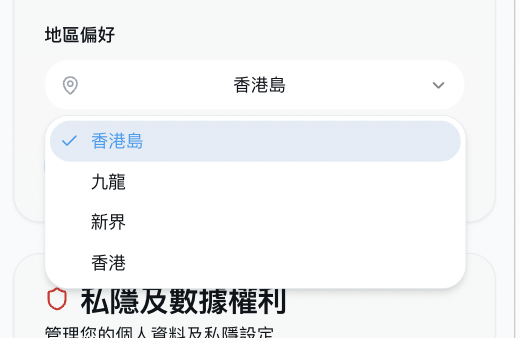 地區偏好
香港島
香港島
九龍
新界
香港
私隱及數據權利
管理您的個人資料及私隱設定